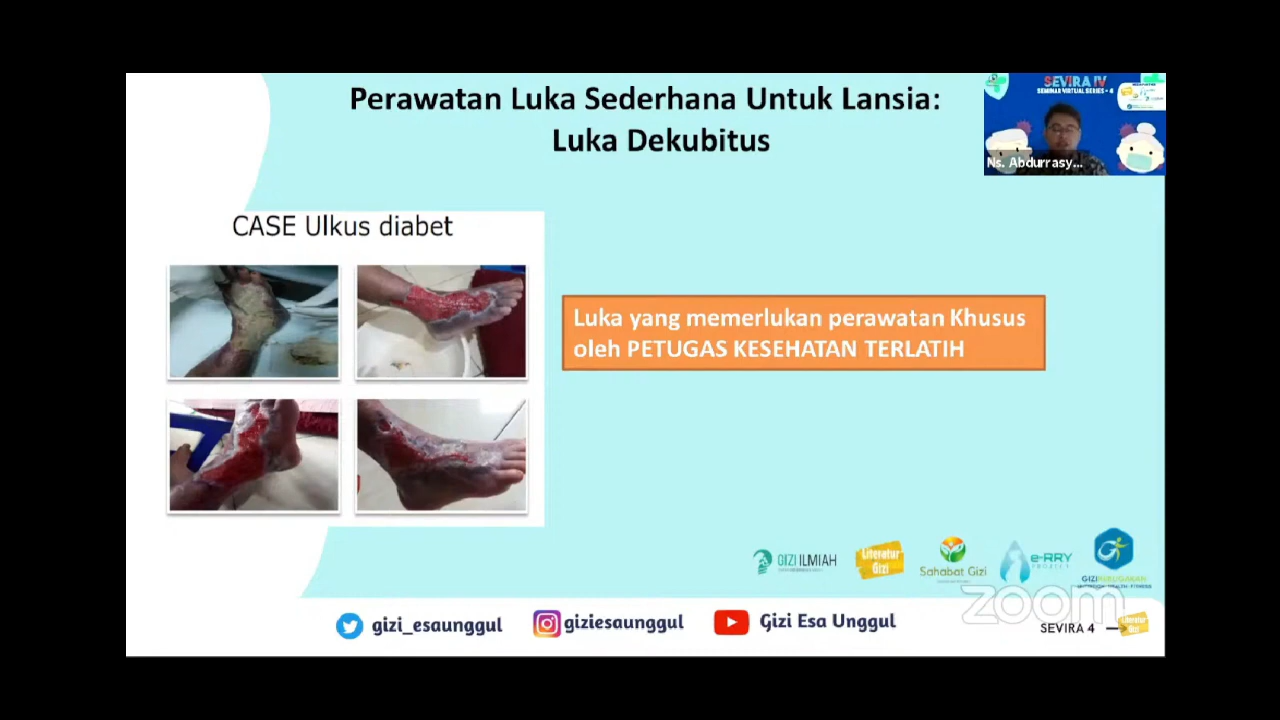 Perawatan Luka Sederhana Untuk Lansia:
Luka Dekubitus
SEVIRA IV
SEMINAR VIRTUAL SERIES - 4
Ns. Abdurrasy...
CASE Ulkus diabet
Luka yang memerlukan perawatan Khusus
oleh PETUGAS KESEHATAN TERLATIH
GIZI ILMIAH
Literatur
Gizi
Sahabat Gizi
e-RRY
GIZI
zoom
gizi_esaunggul
giziesaunggul
Gizi Esa Unggul
SEVIRA 4
Literatur
Gizi